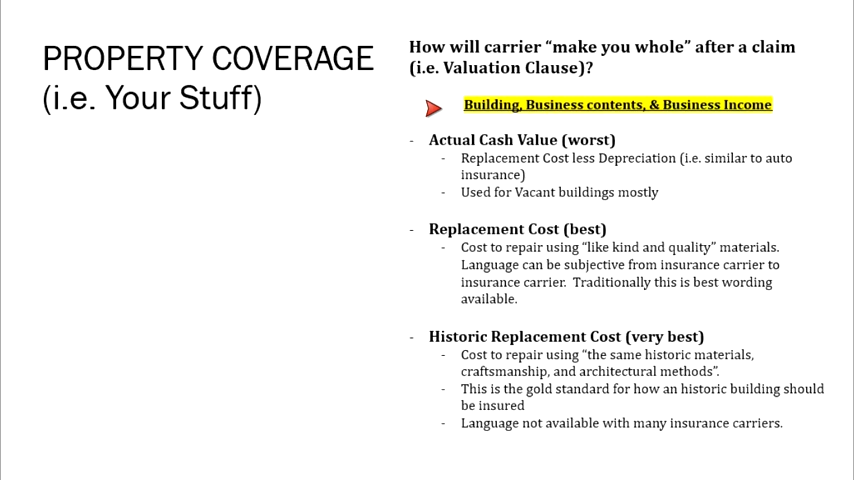 PROPERTY COVERAGE
(i.e. Your Stuff)
How will carrier “make you whole” after a claim
(i.e. Valuation Clause)?
Building, Business contents, & Business Income
- Actual Cash Value (worst)
- Replacement Cost less Depreciation (i.e. similar to auto
insurance)
- Used for Vacant buildings mostly
- Replacement Cost (best)
- Cost to repair using “like kind and quality” materials.
Language can be subjective from insurance carrier to
insurance carrier. Traditionally this is best wording
available.
- Historic Replacement Cost (very best)
- Cost to repair using “the same historic materials,
craftsmanship, and architectural methods”.
- This is the gold standard for how an historic building should
be insured
- Language not available with many insurance carriers.